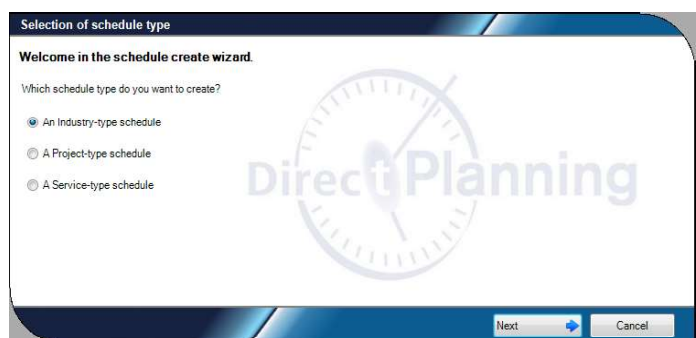 Selection of schedule type
Welcome in the schedule create wizard.
Which schedule type do you want to create?
An Industry-type schedule
A Project-type schedule
A Service-type schedule
Direct Planning
Next
Cancel